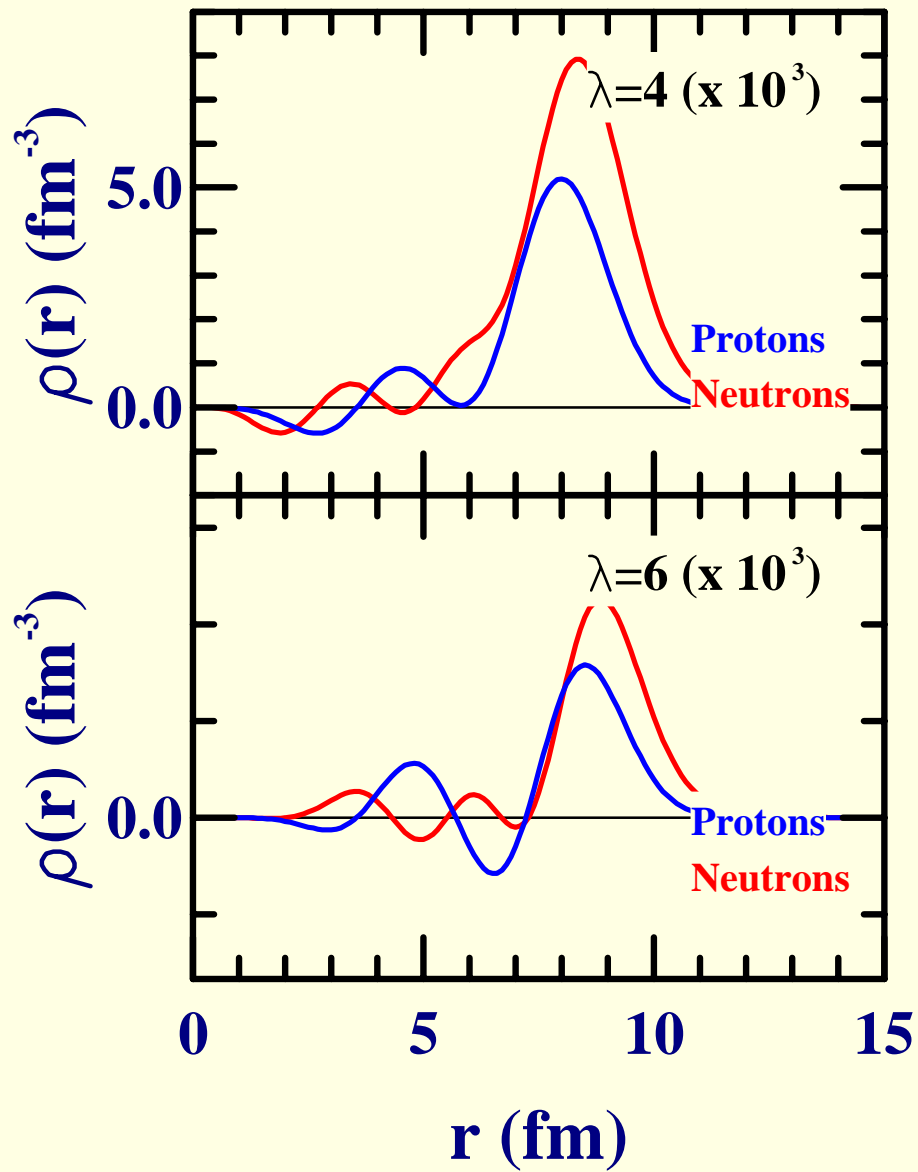 λ=4 (x 10³)
ρ(r) (fm⁻³)
5.0
0.0
Protons
Neutrons
λ=6 (x 10³)
ρ(r) (fm⁻³)
0.0
Protons
Neutrons
0 5 10 15
r (fm)